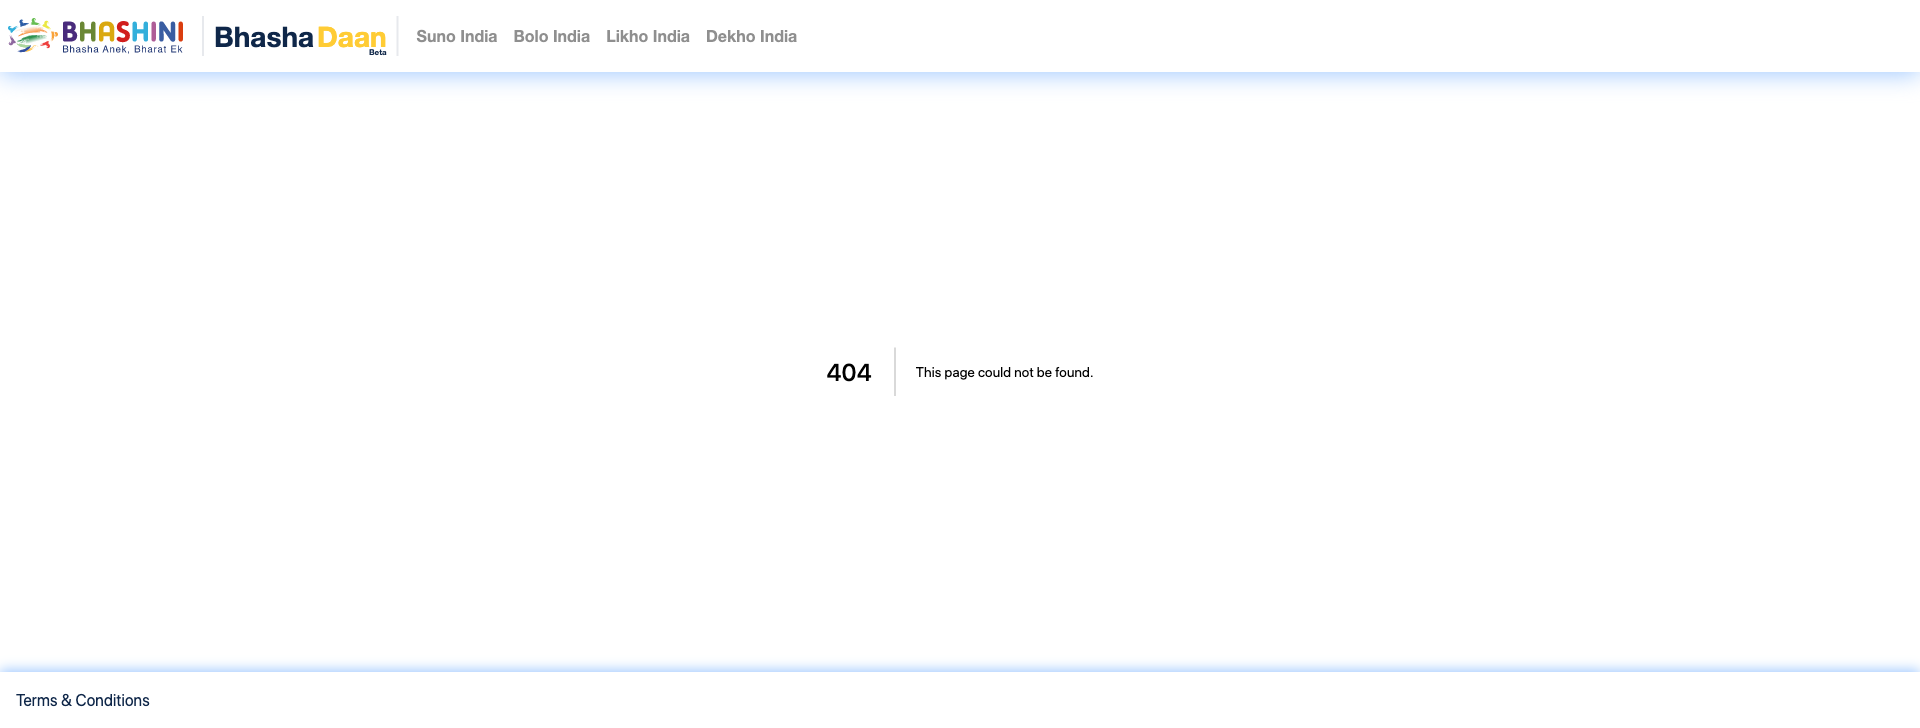 BHASHINI
Bhasha Anek, Bharat Ek
Bhasha Daan
Beta
Suno India
Bolo India
Likho India
Dekho India
404
This page could not be found.
Terms & Conditions